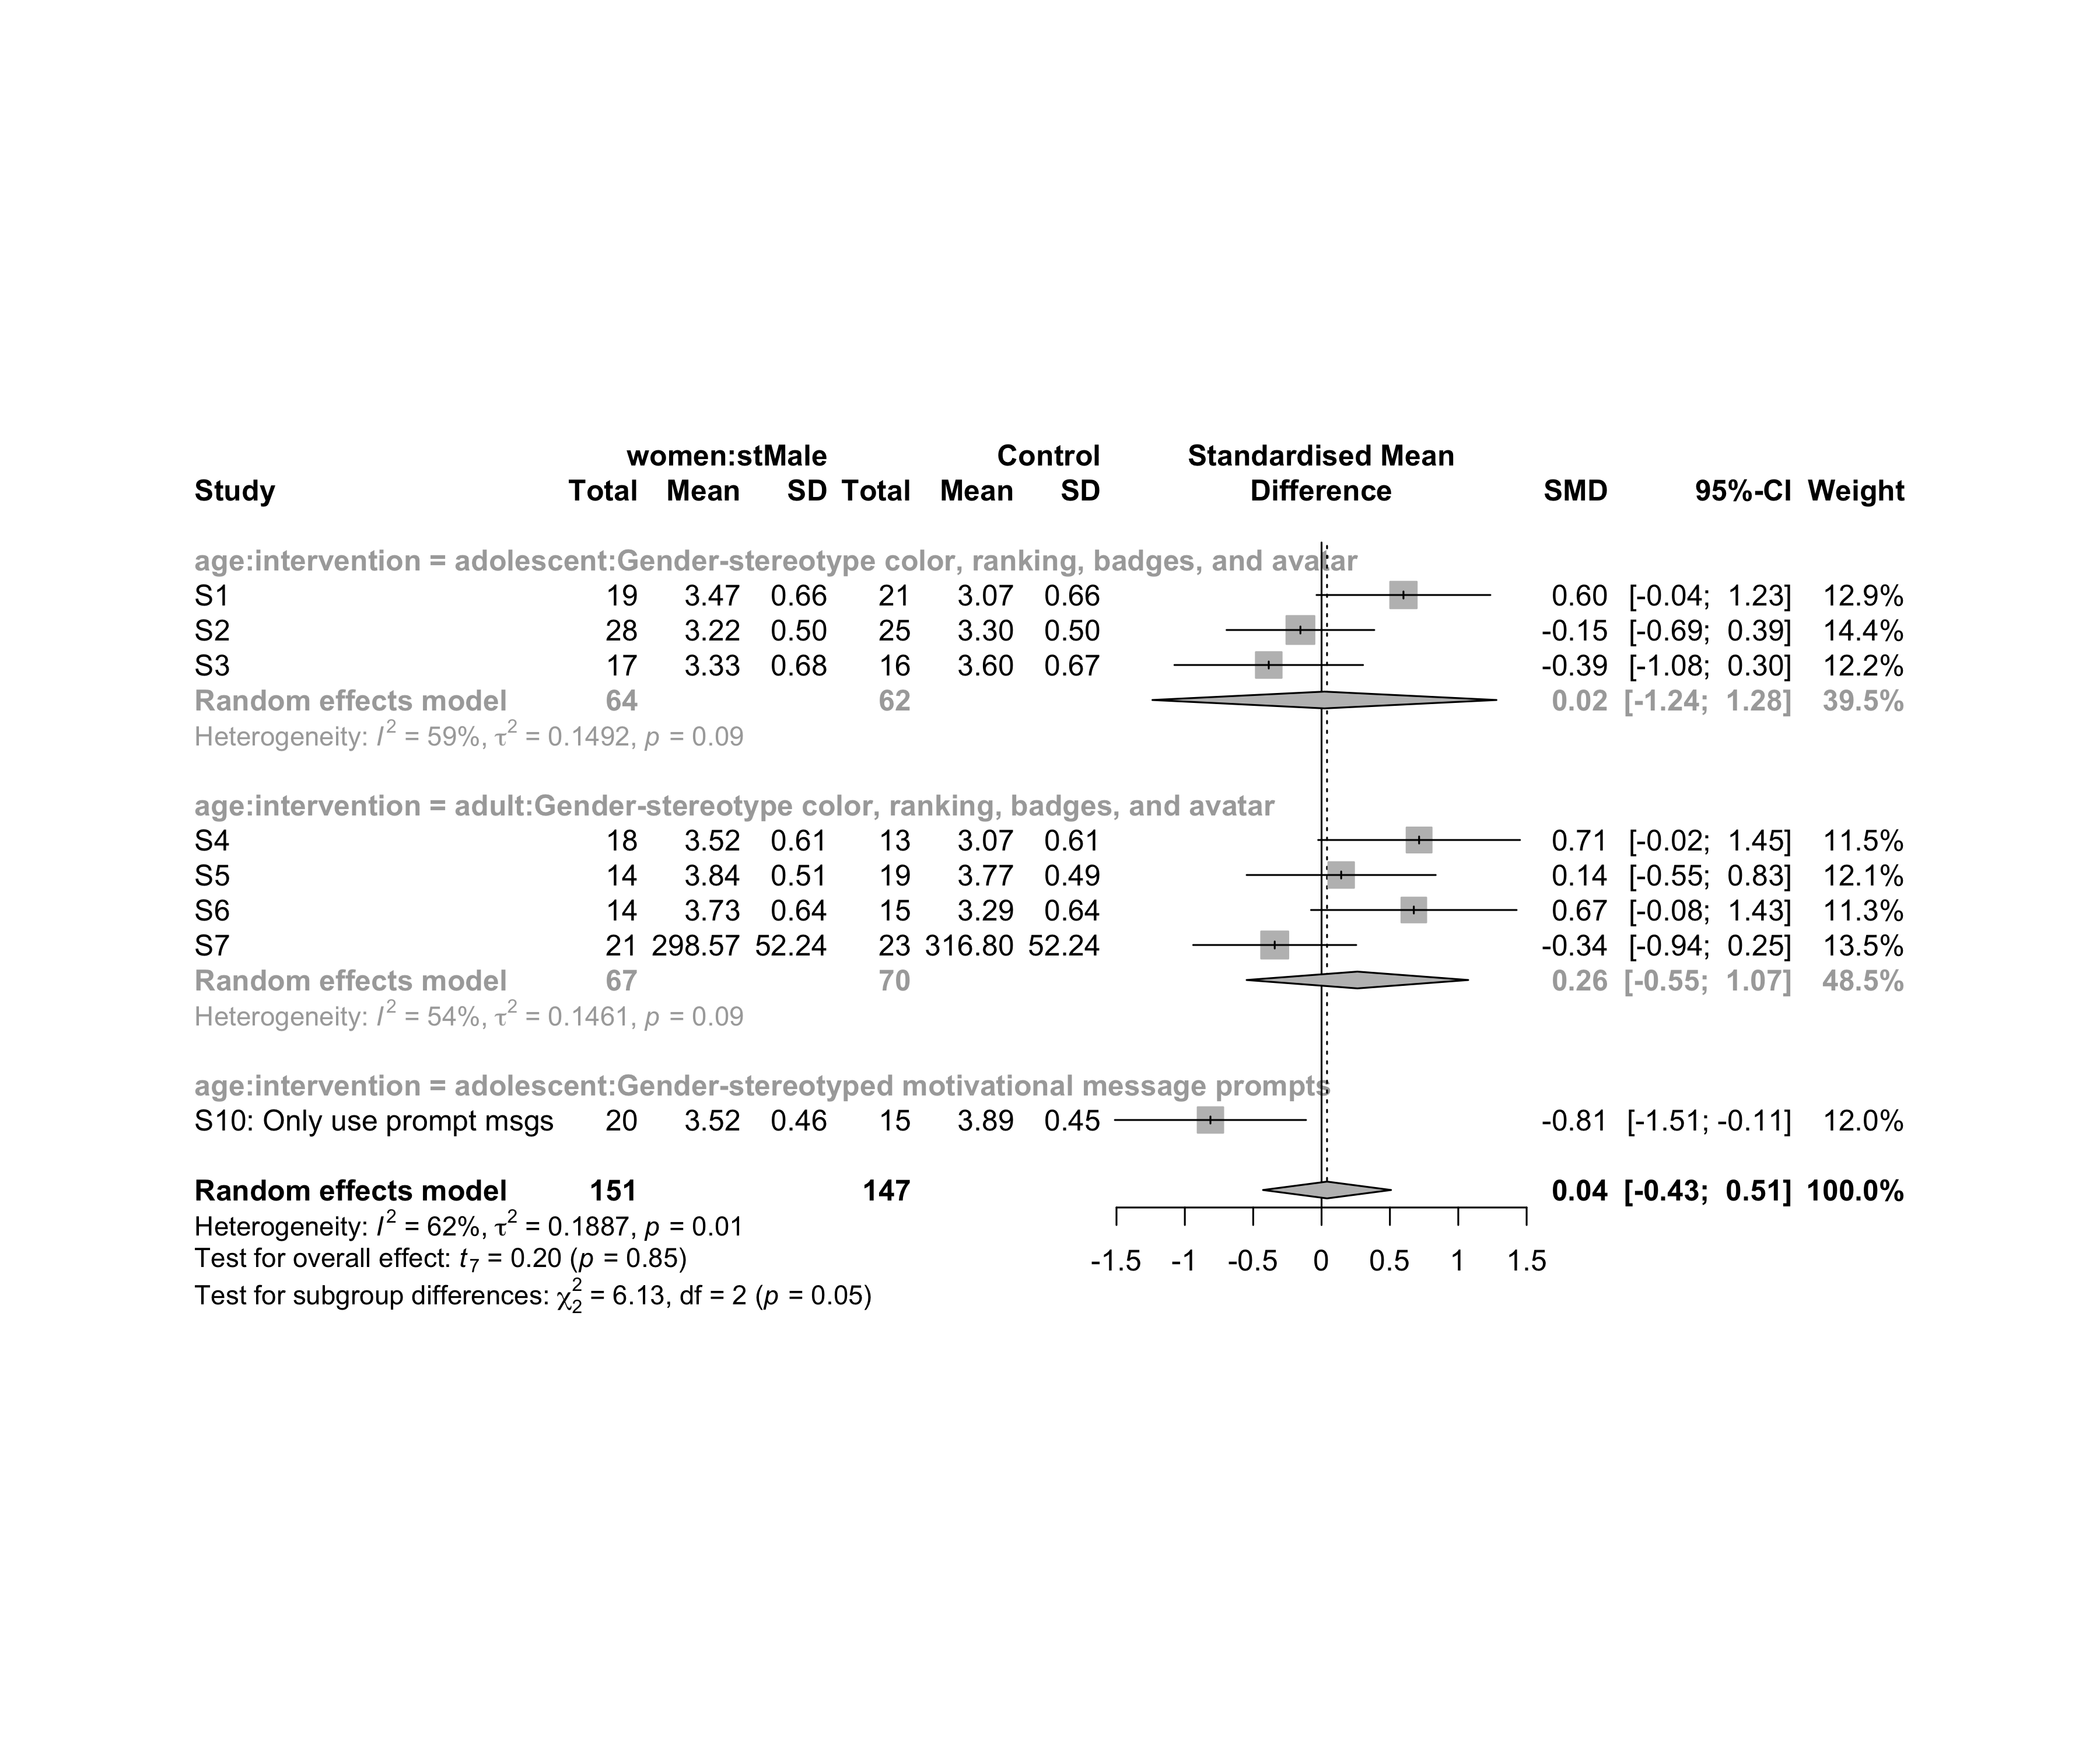 women:stMale Control Standardised Mean
Study Total Mean SD Total Mean SD Difference SMD 95%-CI Weight
age:intervention = adolescent:Gender-stereotype color, ranking, badges, and avatar
S1 19 3.47 0.66 21 3.07 0.66 0.60 [-0.04; 1.23] 12.9%
S2 28 3.22 0.50 25 3.30 0.50 -0.15 [-0.69; 0.39] 14.4%
S3 17 3.33 0.68 16 3.60 0.67 -0.39 [-1.08; 0.30] 12.2%
Random effects model 64 62 0.02 [-1.24; 1.28] 39.5%
Heterogeneity: I² = 59%, τ² = 0.1492, p = 0.09
age:intervention = adult:Gender-stereotype color, ranking, badges, and avatar
S4 18 3.52 0.61 13 3.07 0.61 0.71 [-0.02; 1.45] 11.5%
S5 14 3.84 0.51 19 3.77 0.49 0.14 [-0.55; 0.83] 12.1%
S6 14 3.73 0.64 15 3.29 0.64 0.67 [-0.08; 1.43] 11.3%
S7 21 298.57 52.24 23 316.80 52.24 -0.34 [-0.94; 0.25] 13.5%
Random effects model 67 70 0.26 [-0.55; 1.07] 48.5%
Heterogeneity: I² = 54%, τ² = 0.1461, p = 0.09
age:intervention = adolescent:Gender-stereotyped motivational message prompts
S10: Only use prompt msgs 20 3.52 0.46 15 3.89 0.45 -0.81 [-1.51; -0.11] 12.0%
Random effects model 151 147 0.04 [-0.43; 0.51] 100.0%
Heterogeneity: I² = 62%, τ² = 0.1887, p = 0.01
Test for overall effect: t₇ = 0.20 (p = 0.85)
-1.5 -1 -0.5 0 0.5 1 1.5
Test for subgroup differences: χ²₂ = 6.13, df = 2 (p = 0.05)